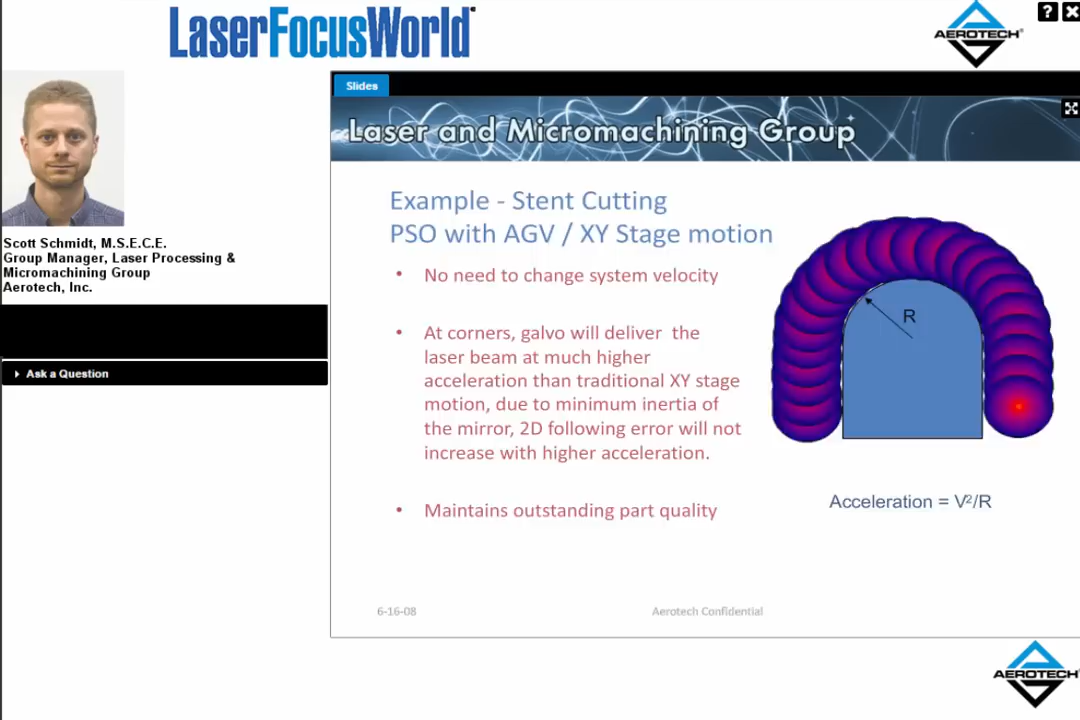 LaserFocusWorld
AEROTECH
?
Slides
Laser and Micromachining Group
Scott Schmidt, M.S.E.C.E.
Group Manager, Laser Processing &
Micromachining Group
Aerotech, Inc.
Ask a Question
Example - Stent Cutting
PSO with AGV / XY Stage motion
• No need to change system velocity
• At corners, galvo will deliver the
laser beam at much higher
acceleration than traditional XY stage
motion, due to minimum inertia of
the mirror, 2D following error will not
increase with higher acceleration.
• Maintains outstanding part quality
R
Acceleration = V²/R
6-16-08
Aerotech Confidential
AEROTECH